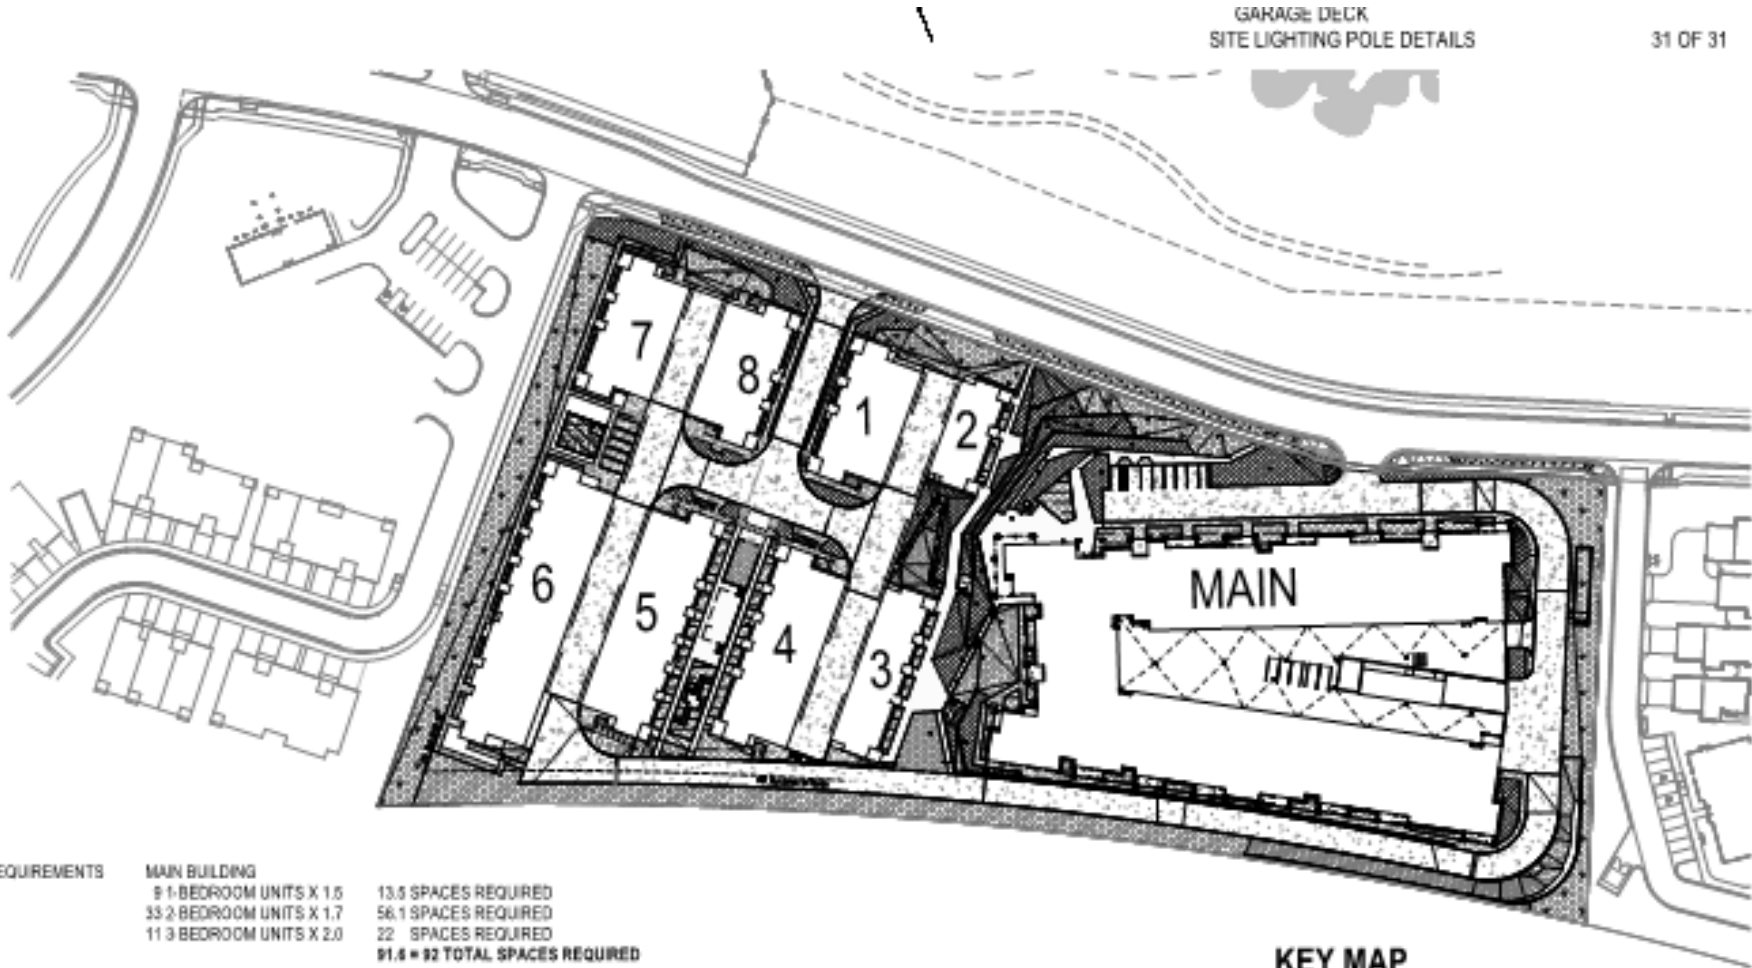 GARAGE DECK
SITE LIGHTING POLE DETAILS 31 OF 31
7
8
1
2
MAIN
6
5
4
3
EQUIREMENTS MAIN BUILDING
9 1-BEDROOM UNITS X 1.5 13.5 SPACES REQUIRED
33 2-BEDROOM UNITS X 1.7 56.1 SPACES REQUIRED
11 3 BEDROOM UNITS X 2.0 22 SPACES REQUIRED
91.6 = 92 TOTAL SPACES REQUIRED
KEY MAP